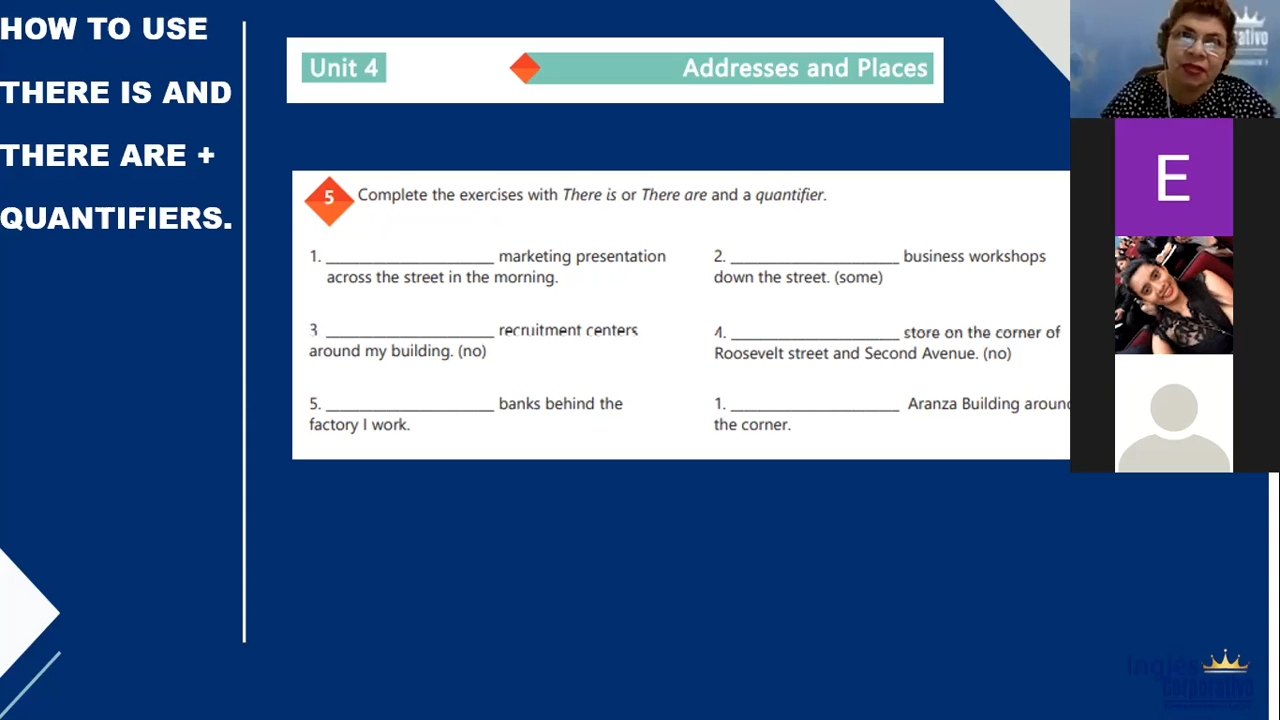 HOW TO USE
THERE IS AND
THERE ARE +
QUANTIFIERS.
Unit 4
Addresses and Places
5 Complete the exercises with There is or There are and a quantifier.
1. ____________________ marketing presentation
across the street in the morning.
2. ____________________ business workshops
down the street. (some)
3 ____________________ recruitment centers
around my building. (no)
4. ____________________ store on the corner of
Roosevelt street and Second Avenue. (no)
5. ____________________ banks behind the
factory I work.
1. ____________________ Aranza Building around
the corner.
E
Inglés
Corporativo